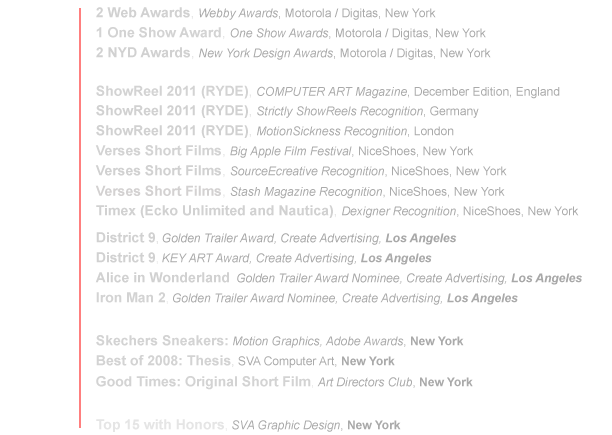 2 Web Awards, Webby Awards, Motorola / Digitas, New York
1 One Show Award, One Show Awards, Motorola / Digitas, New York
2 NYD Awards, New York Design Awards, Motorola / Digitas, New York
ShowReel 2011 (RYDE), COMPUTER ART Magazine, December Edition, England
ShowReel 2011 (RYDE), Strictly ShowReels Recognition, Germany
ShowReel 2011 (RYDE), MotionSickness Recognition, London
Verses Short Films, Big Apple Film Festival, NiceShoes, New York
Verses Short Films, SourceEcreative Recognition, NiceShoes, New York
Verses Short Films, Stash Magazine Recognition, NiceShoes, New York
Timex (Ecko Unlimited and Nautica), Dexigner Recognition, NiceShoes, New York
District 9, Golden Trailer Award, Create Advertising, Los Angeles
District 9, KEY ART Award, Create Advertising, Los Angeles
Alice in Wonderland Golden Trailer Award Nominee, Create Advertising, Los Angeles
Iron Man 2, Golden Trailer Award Nominee, Create Advertising, Los Angeles
Skechers Sneakers: Motion Graphics, Adobe Awards, New York
Best of 2008: Thesis, SVA Computer Art, New York
Good Times: Original Short Film, Art Directors Club, New York
Top 15 with Honors, SVA Graphic Design, New York